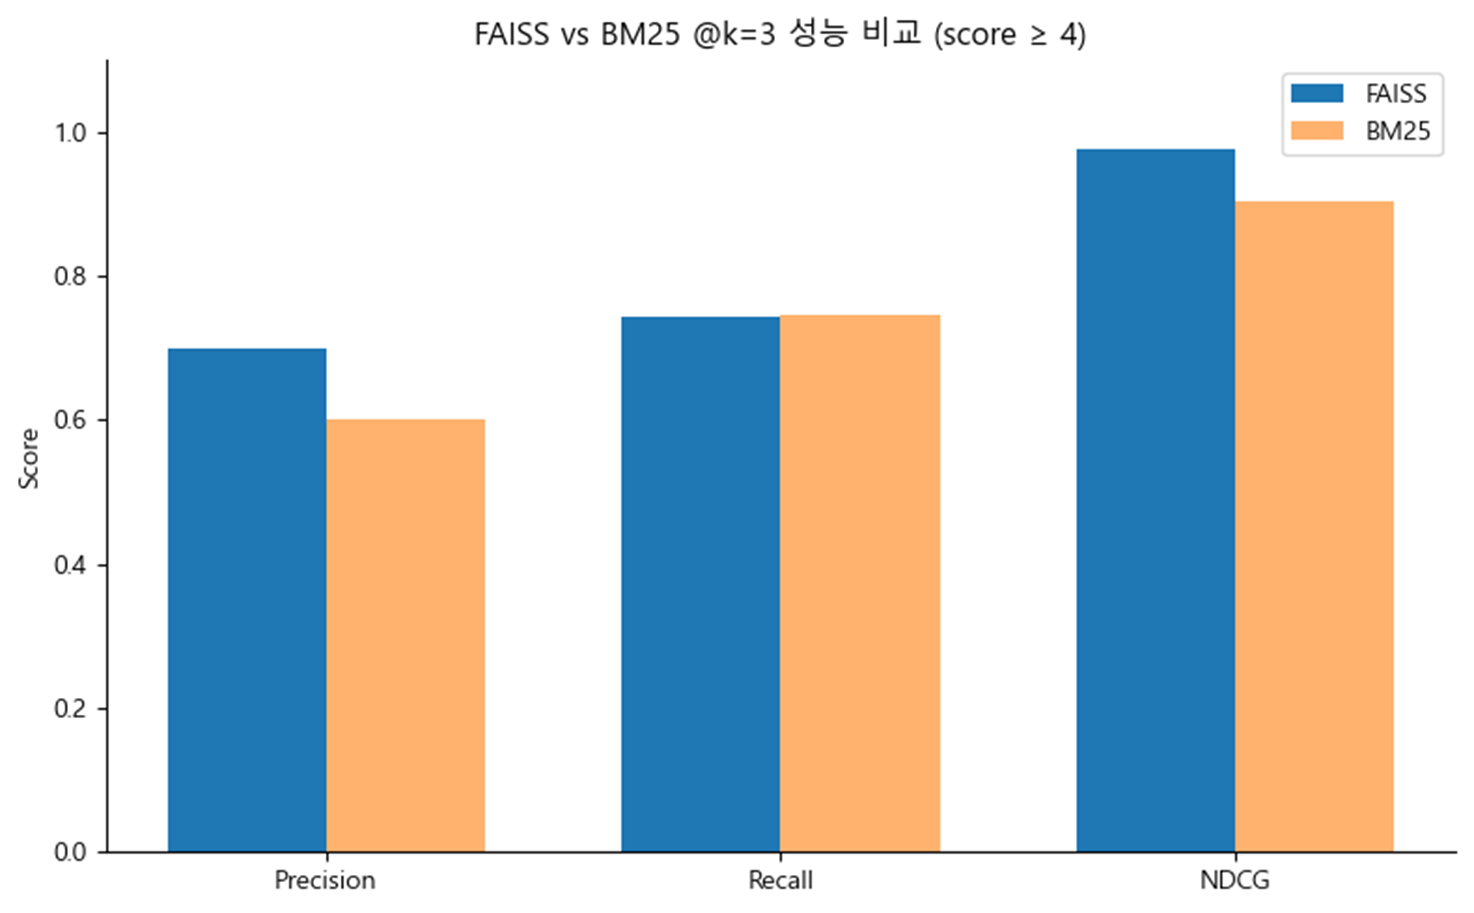 FAISS vs BM25 @k=3 성능 비교 (score ≥ 4)
FAISS
BM25
Score
1.0
0.8
0.6
0.4
0.2
0.0
Precision
Recall
NDCG